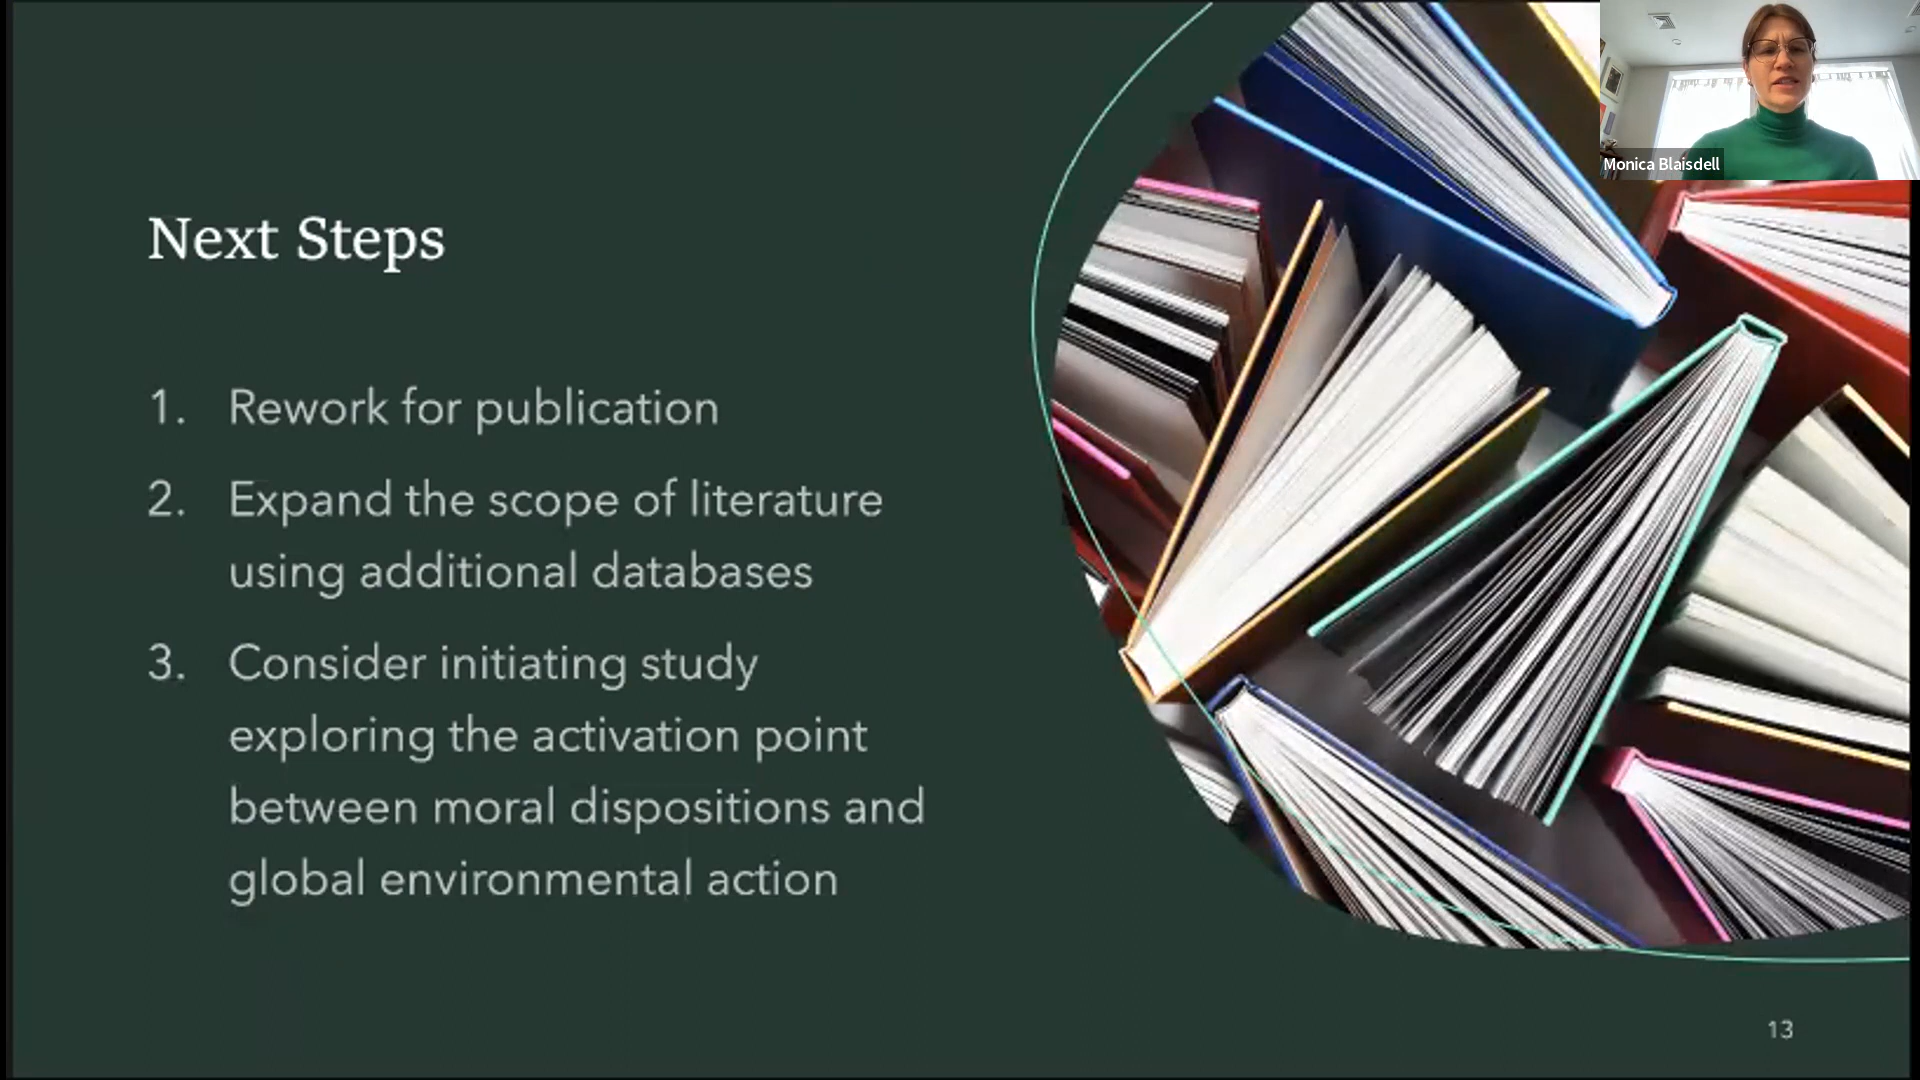 Monica Blaisdell
Next Steps
1. Rework for publication
2. Expand the scope of literature
using additional databases
3. Consider initiating study
exploring the activation point
between moral dispositions and
global environmental action
13